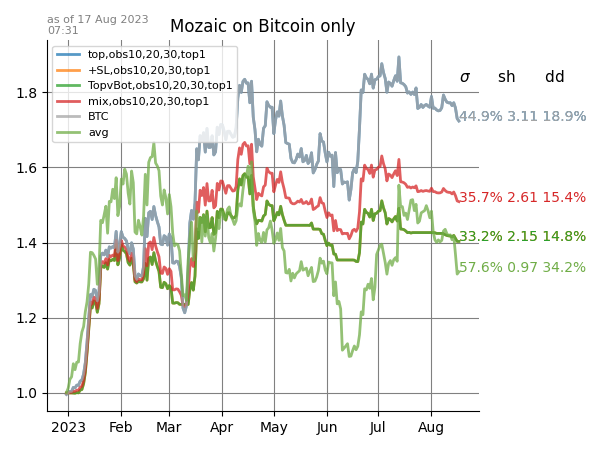 as of 17 Aug 2023
07:31
Mozaic on Bitcoin only
top,obs10,20,30,top1
+SL,obs10,20,30,top1
TopvBot,obs10,20,30,top1
mix,obs10,20,30,top1
BTC
avg
σ sh dd
44.9% 3.11 18.9%
35.7% 2.61 15.4%
33.2% 2.15 14.8%
57.6% 0.97 34.2%
1.8
1.6
1.4
1.2
1.0
2023 Feb Mar Apr May Jun Jul Aug